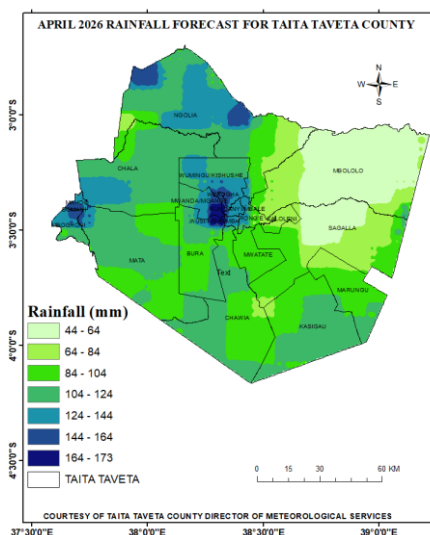 APRIL 2026 RAINFALL FORECAST FOR TAITA TAVETA COUNTY
N
W E
S
3°0'0"S
3°30'0"S
4°0'0"S
4°30'0"S
NGOLIA
CHALA
MBOLOLO
SAGALLA
MATA
BURA
MWATATE
Text
MARUNGU
CHAWIA
KASIGAU
Rainfall (mm)
44 - 64
64 - 84
84 - 104
104 - 124
124 - 144
144 - 164
164 - 173
TAITA TAVETA
0 15 30 60 KM
COURTESY OF TAITA TAVETA COUNTY DIRECTOR OF METEOROLOGICAL SERVICES
37°30'0"E 38°0'0"E 38°30'0"E 39°0'0"E